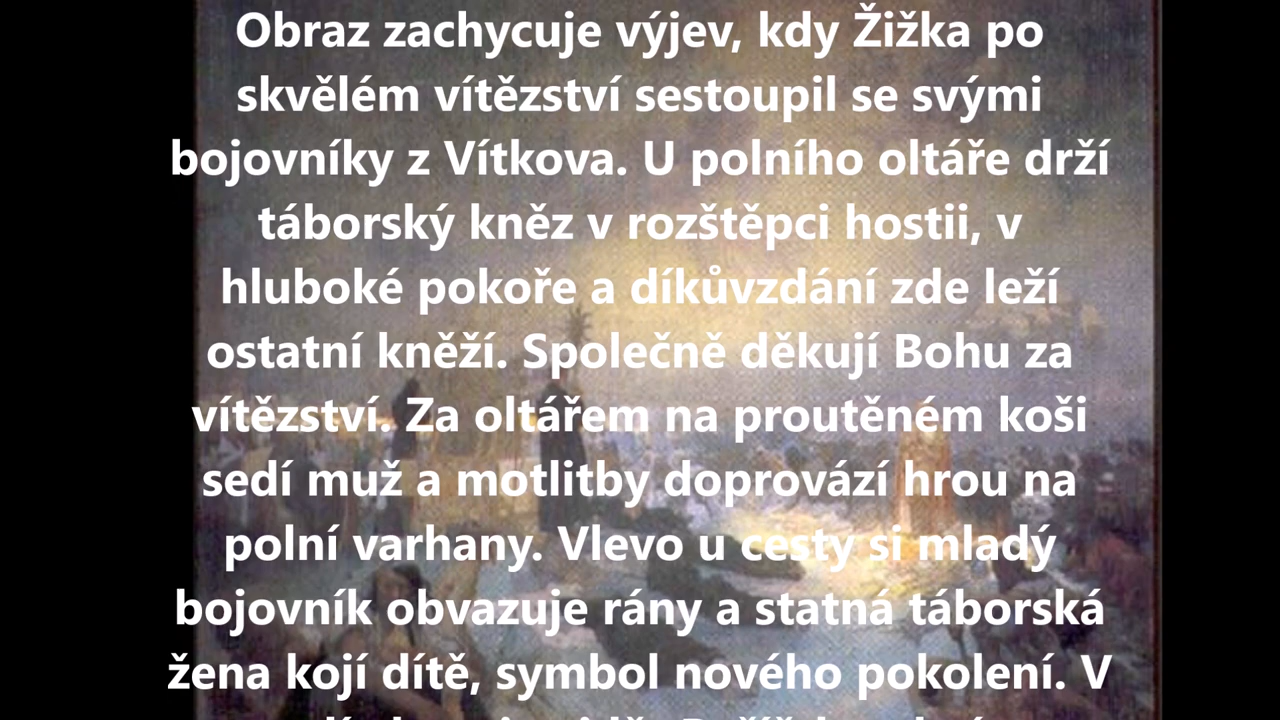 Obraz zachycuje výjev, kdy Žižka po
skvělém vítězství sestoupil se svými
bojovníky z Vítkova. U polního oltáře drží
táborský kněz v rozštěpci hostii, v
hluboké pokoře a díkůvzdání zde leží
ostatní kněží. Společně děkují Bohu za
vítězství. Za oltářem na proutěném koši
sedí muž a motlitby doprovází hrou na
polní varhany. Vlevo u cesty si mladý
bojovník obvazuje rány a statná táborská
žena kojí dítě, symbol nového pokolení. V